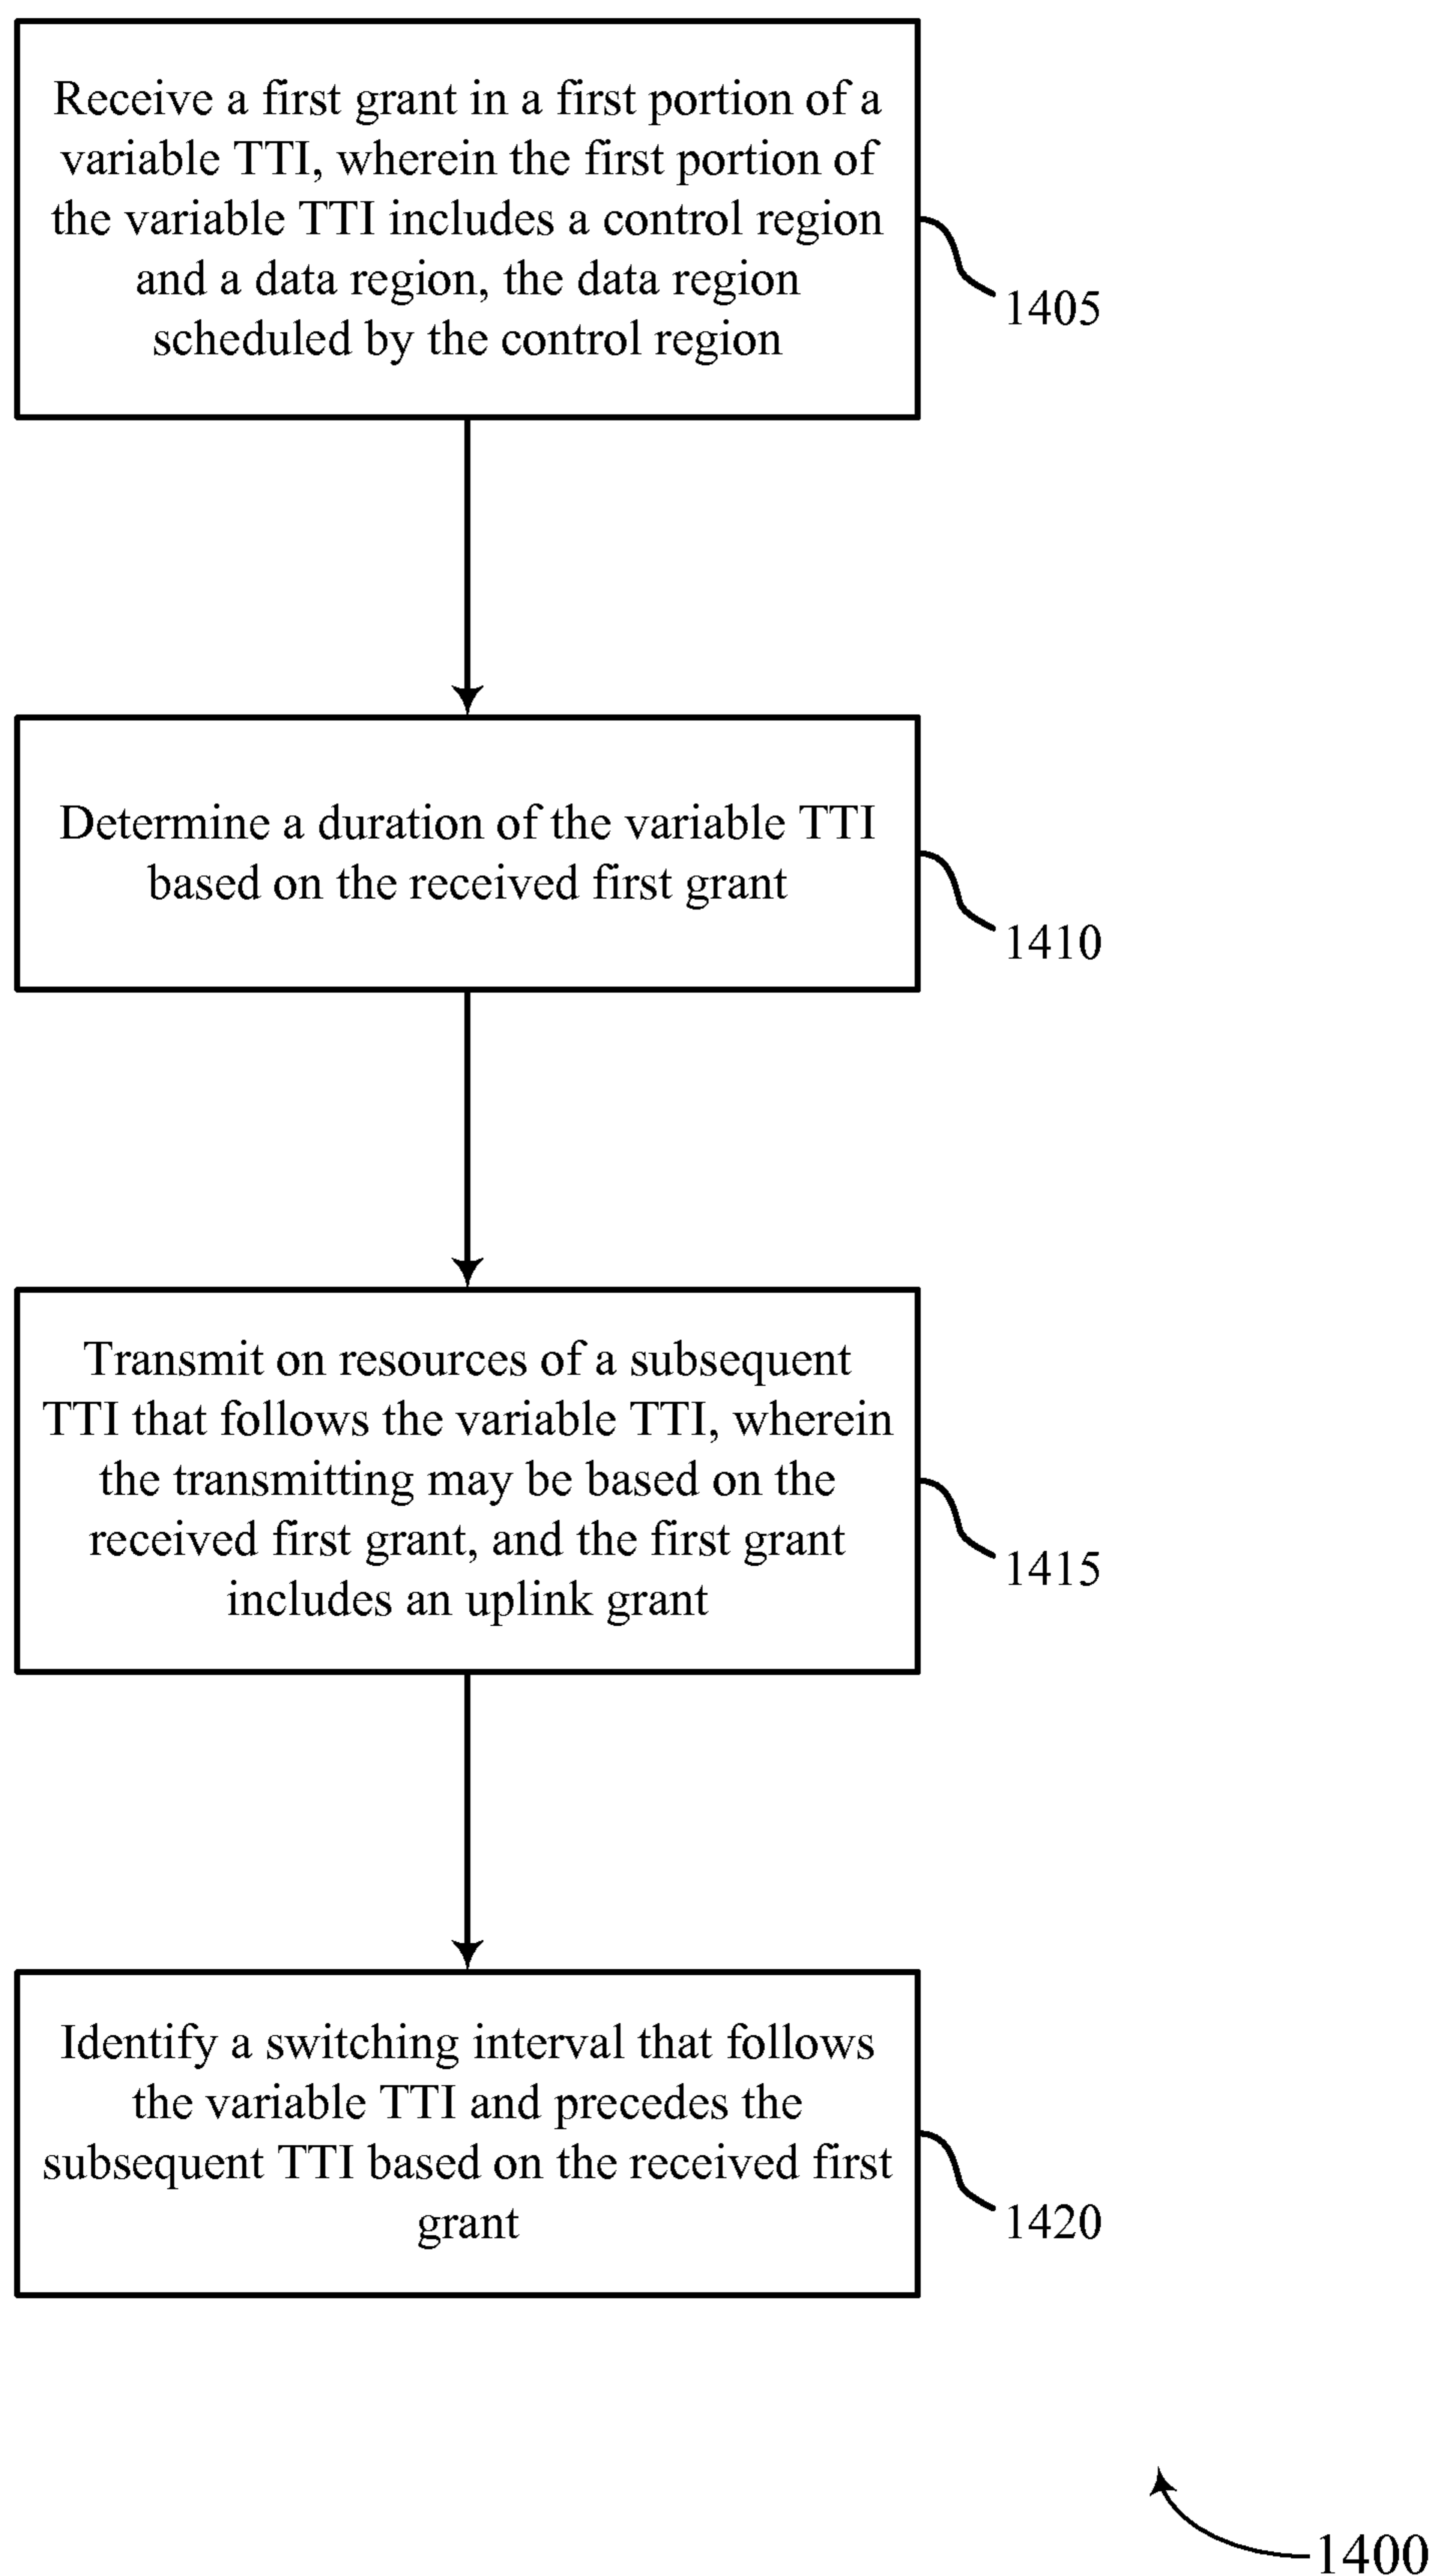 Receive a first grant in a first portion of a
variable TTI, wherein the first portion of
the variable TTI includes a control region
and a data region, the data region
scheduled by the control region
1405
Determine a duration of the variable TTI
based on the received first grant
1410
Transmit on resources of a subsequent
TTI that follows the variable TTI, wherein
the transmitting may be based on the
received first grant, and the first grant
includes an uplink grant
1415
Identify a switching interval that follows
the variable TTI and precedes the
subsequent TTI based on the received first
grant
1420
1400